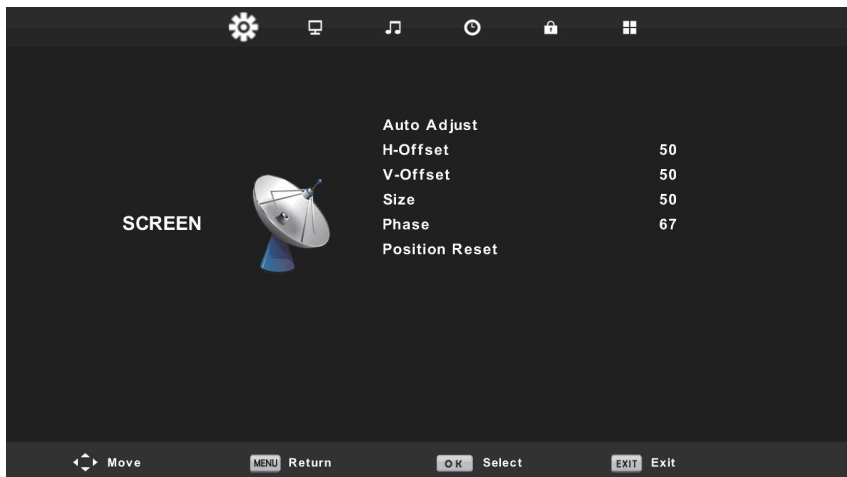 Auto Adjust
H-Offset 50
V-Offset 50
Size 50
SCREEN
Phase 67
Position Reset
Move MENU Return OK Select EXIT Exit